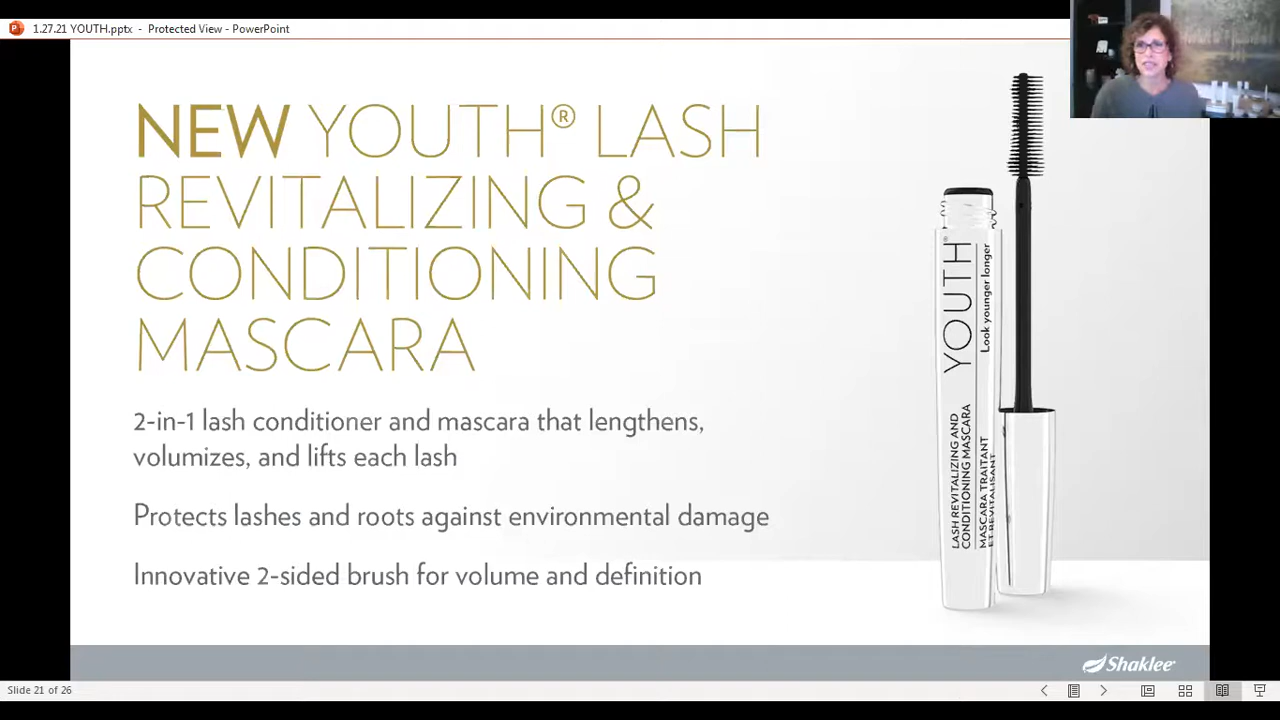 1.27.21 YOUTH.pptx - Protected View - PowerPoint
NEW YOUTH® LASH
REVITALIZING &
CONDITIONING
MASCARA
2-in-1 lash conditioner and mascara that lengthens,
volumizes, and lifts each lash
Protects lashes and roots against environmental damage
Innovative 2-sided brush for volume and definition
YOUTH®
Look younger longer
LASH REVITALIZING AND
CONDITIONING MASCARA
MASCARA TRAITANT
ET REVITALISANT
Shaklee®
Slide 21 of 26